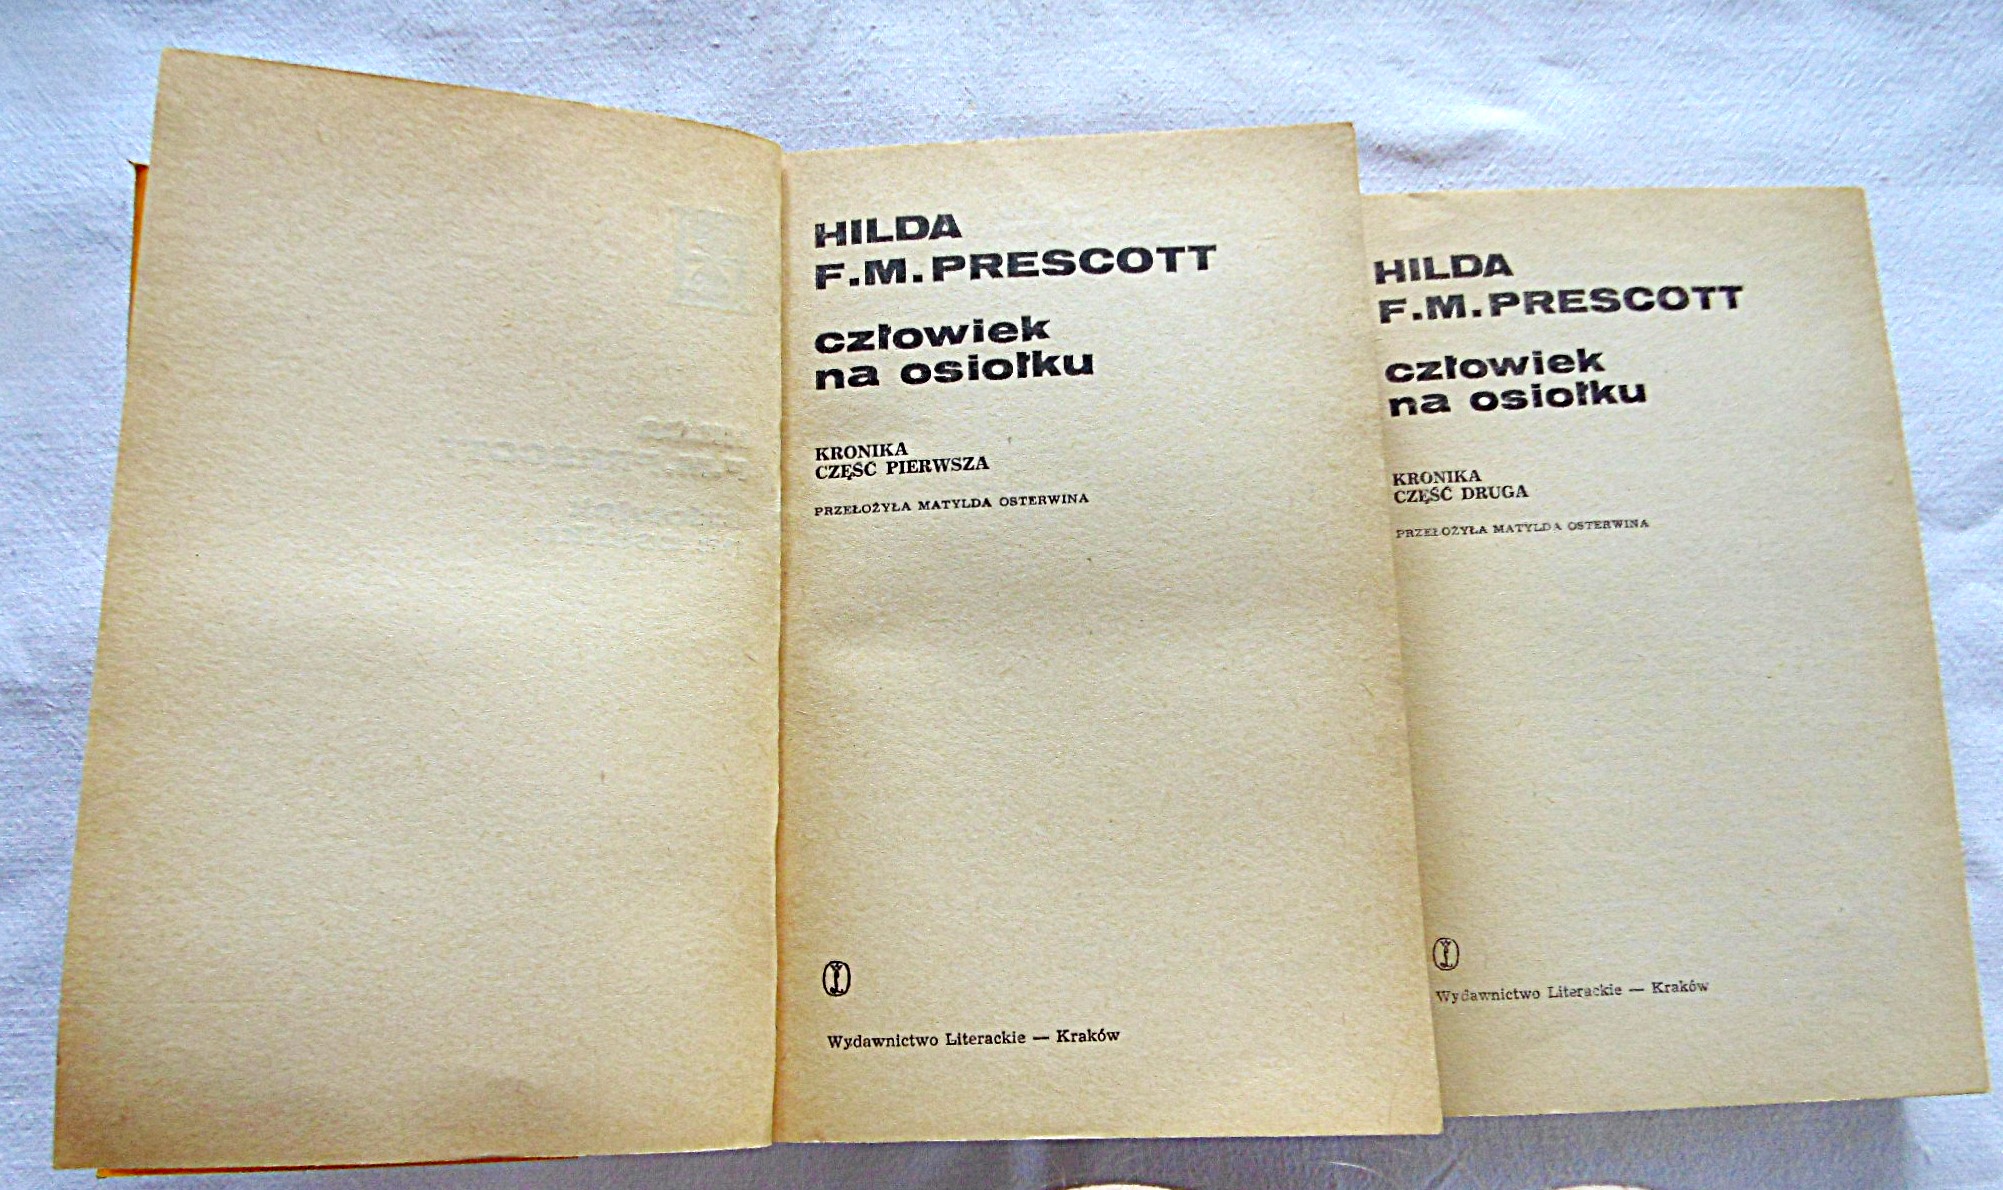 HILDA
F.M. PRESCOTT
człowiek
na osiołku
KRONIKA
CZĘŚĆ PIERWSZA
PRZEŁOŻYŁA MATYLDA OSTERWINA
Wydawnictwo Literackie — Kraków
HILDA
F.M. PRESCOTT
człowiek
na osiołku
KRONIKA
CZĘŚĆ DRUGA
PRZEŁOŻYŁA MATYLDA OSTERWINA
Wydawnictwo Literackie — Kraków